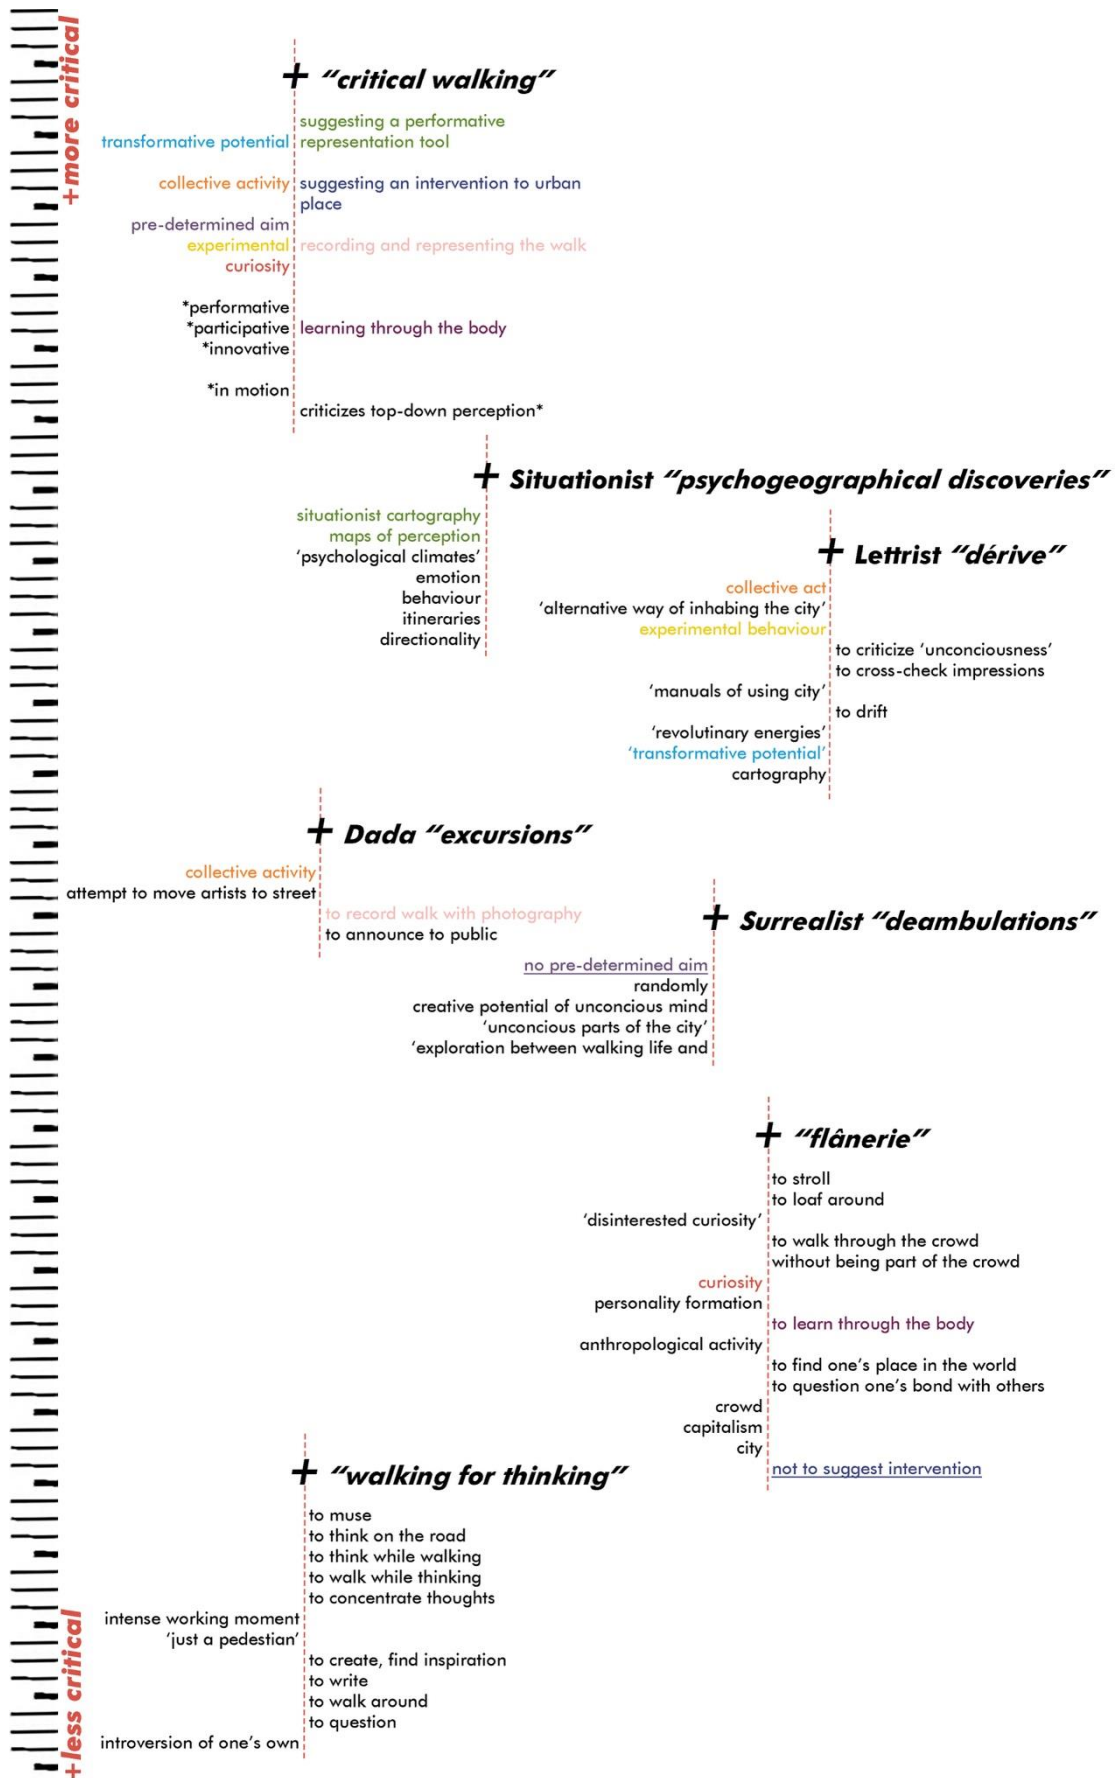 +more critical
+ “critical walking”
suggesting a performative
transformative potential representation tool
collective activity suggesting an intervention to urban
place
pre-determined aim
experimental recording and representing the walk
curiosity
*performative
*participative learning through the body
*innovative
*in motion
criticizes top-down perception*
+ Situationist “psychogeographical discoveries”
situationist cartography
maps of perception
‘psychological climates’
emotion
behaviour
itineraries
directionality
+ Lettrist “dérive”
collective act
‘alternative way of inhabing the city’
experimental behaviour
to criticize ‘unconciousness’
to cross-check impressions
‘manuals of using city’
to drift
‘revolutinary energies’
‘transformative potential’
cartography
+ Dada “excursions”
collective activity
attempt to move artists to street
to record walk with photography
to announce to public
+ Surrealist “deambulations”
no pre-determined aim
randomly
creative potential of unconcious mind
‘unconcious parts of the city’
‘exploration between walking life and
+ “flânerie”
to stroll
to loaf around
‘disinterested curiosity’
to walk through the crowd
without being part of the crowd
curiosity
personality formation
to learn through the body
anthropological activity
to find one’s place in the world
to question one’s bond with others
crowd
capitalism
city
not to suggest intervention
+ “walking for thinking”
to muse
to think on the road
to think while walking
to walk while thinking
to concentrate thoughts
intense working moment
‘just a pedestian’
to create, find inspiration
to write
to walk around
to question
introversion of one’s own
+less critical